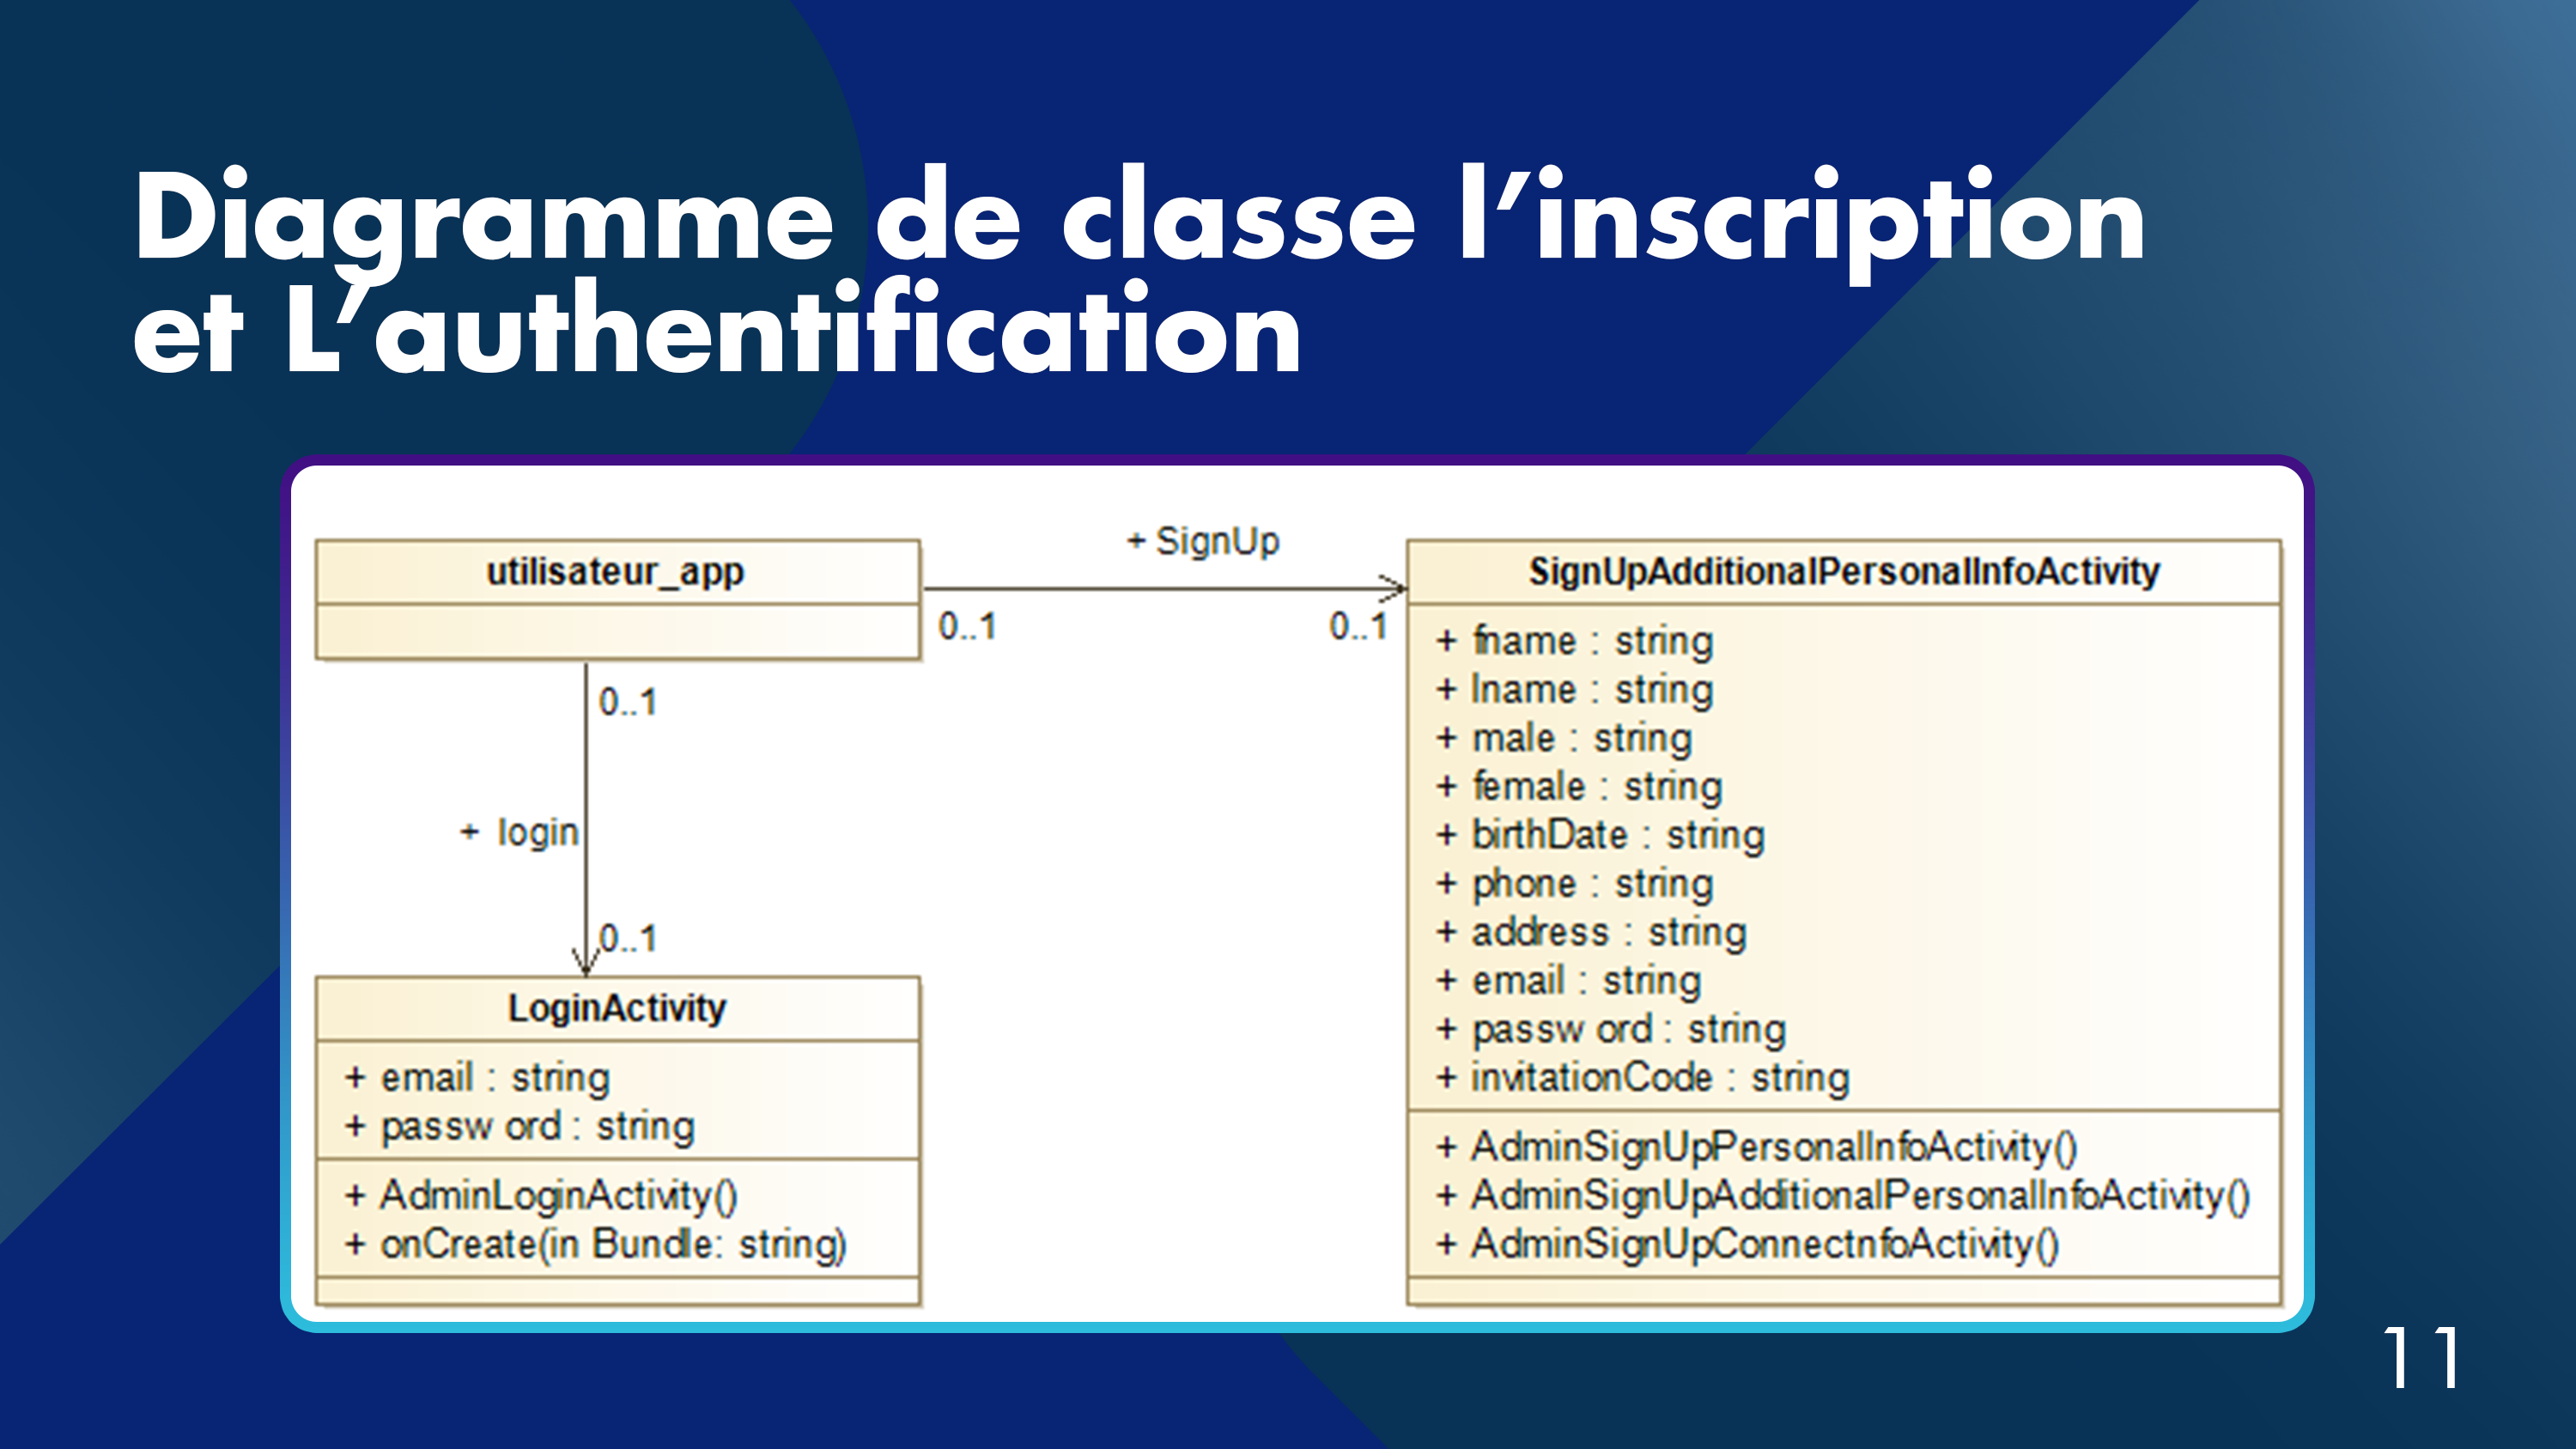 Diagramme de classe l’inscription
et L’authentification
+ SignUp
utilisateur_app
0..1
0..1
0..1
+ login
0..1
LoginActivity
+ email : string
+ passw ord : string
+ AdminLoginActivity()
+ onCreate(in Bundle: string)
SignUpAdditionalPersonalInfoActivity
+ fname : string
+ lname : string
+ male : string
+ female : string
+ birthDate : string
+ phone : string
+ address : string
+ email : string
+ passw ord : string
+ invitationCode : string
+ AdminSignUpPersonalInfoActivity()
+ AdminSignUpAdditionalPersonalInfoActivity()
+ AdminSignUpConnectnfoActivity()
11